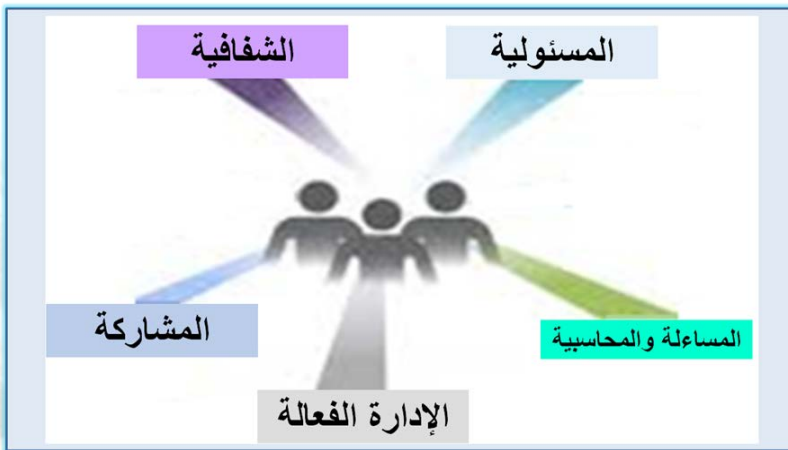 المسئولية
الشفافية
المساءلة والمحاسبية
المشاركة
الإدارة الفعالة